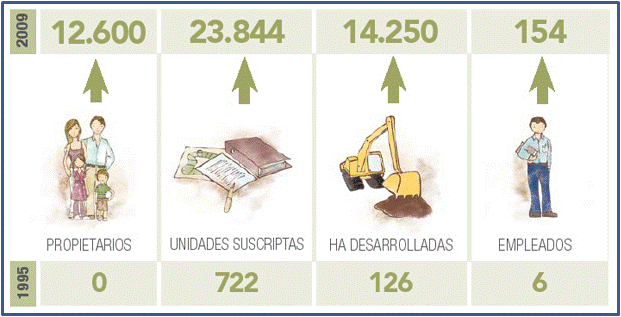 2009
12.600
23.844
14.250
154
PROPIETARIOS
UNIDADES SUSCRIPTAS
HA DESARROLLADAS
EMPLEADOS
1995
0
722
126
6